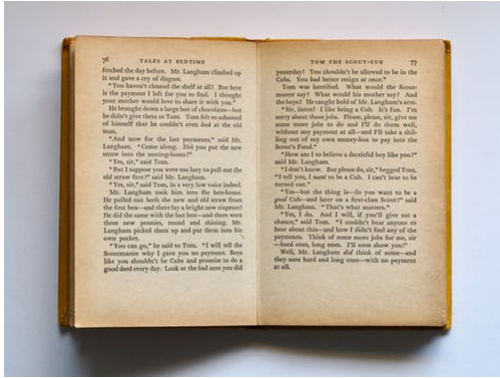 76 TALES AT BEDTIME
fetched the day before. Mr. Langham climbed up
it and gave a cry of disgust.
"You haven't cleaned the shelf at all! But here
is the payment I left for you to find. I thought
your mother would love to share it with you."
He brought down a large box of chocolates—but
he didn't give them to Tom. Tom felt so ashamed
of himself that he couldn't even look at the old
man.
"And now for the last payments," said Mr.
Langham. "Come along. Did you put the new
straw into the nesting-boxes?"
"Yes, sir," said Tom.
"But I suppose you were too lazy to pull out the
old straw first?" said Mr. Langham.
"Yes, sir," said Tom, in a very low voice indeed.
Mr. Langham took him into the hen-house.
He pulled out both the new and old straw from
the first box—and there lay a bright new sixpence!
He did the same with the last box—and there were
three new pennies, round and shining. Mr.
Langham picked them up and put them into his
own pocket.
"You can go," he said to Tom. "I will tell the
Scoutmaster why I gave you no payment. Boys
like you shouldn't be Cubs and promise to do a
good deed every day. Look at the bad ones you did
TOM THE SCOUT-CUB 77
yesterday! You shouldn't be allowed to be in the
Cubs. You had better resign at once."
Tom was horrified. What would the Scout-
master say? What would his mother say? And
the boys? He caught hold of Mr. Langham's arm.
"Sir, listen! I like being a Cub. It's fun. I'm
sorry about those jobs. Please, please, sir, give me
some more jobs to do and I'll do them well,
without any payment at all—and I'll take a shil-
ling out of my own money-box to pay into the
Scout's Fund."
"How am I to believe a deceitful boy like you?"
said Mr. Langham.
"I don't know. But please do, sir," begged Tom.
"I tell you, I want to be a Cub. I can't bear to be
turned out."
"Yes—but the thing is—do you want to be a
good Cub—and later on a first-class Scout?" said
Mr. Langham. "That's what matters."
"Yes, I do. And I will, if you'll give me a
chance," said Tom. "I couldn't bear anyone to
hear about this—and how I didn't find any of the
payments. Think of some more jobs for me, sir
—hard ones, long ones. I'll soon show you!"
Well, Mr. Langham did think of some—and
they were hard and long ones—with no payment
at all.